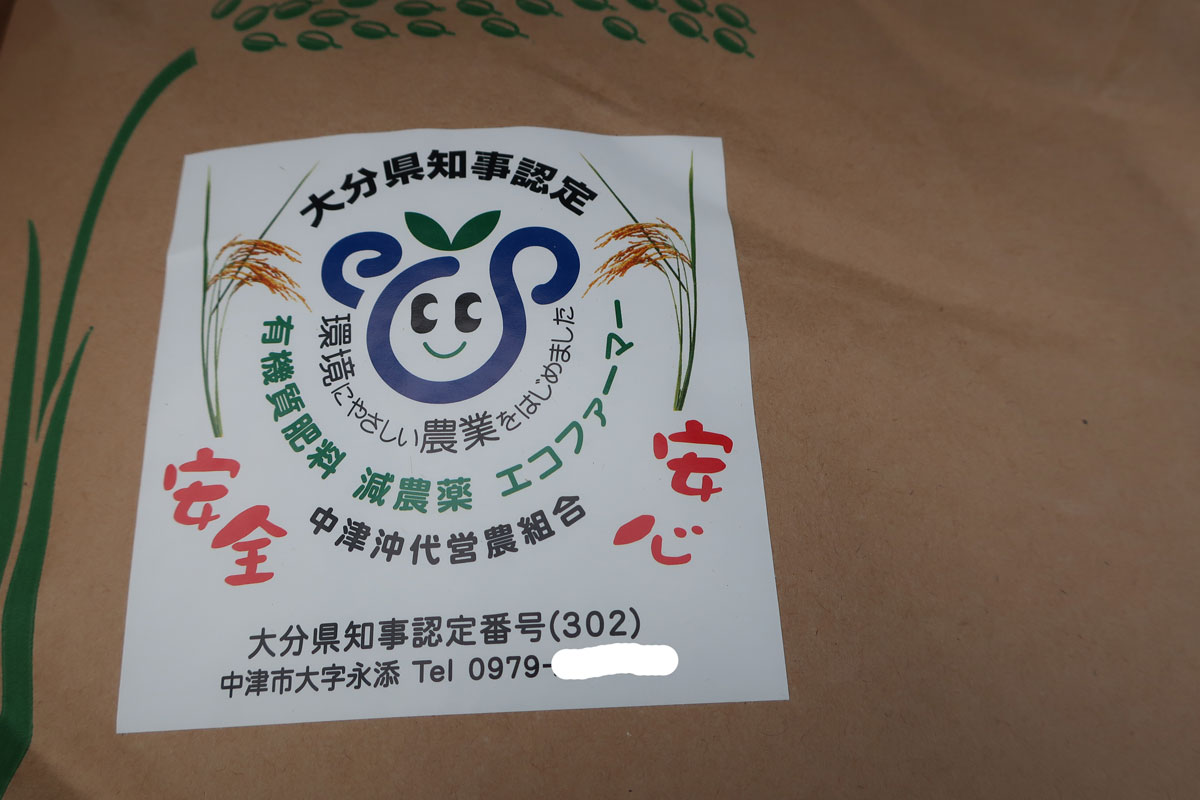 大分県知事認定
環境にやさしい農業をはじめました
有機質肥料 減農薬 エコファーマー
安全
安心
中津沖代営農組合
大分県知事認定番号(302)
中津市大字永添 Tel 0979-